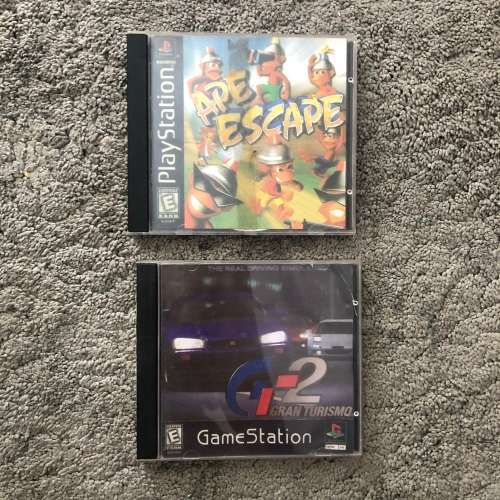 PlayStation
APE
ESCAPE
E
THE REAL DRIVING SIMULATOR
GT2
GRAN TURISMO
E
GameStation